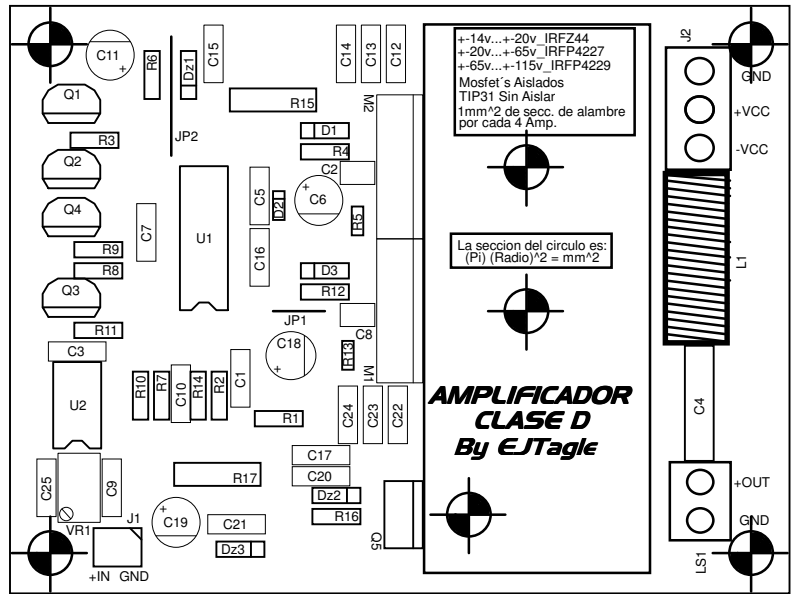 +-14v...+-20v_IRFZ44
+-20v...+-65v_IRFP4227
+-65v...+-115v_IRFP4229
Mosfet´s Aislados
TIP31 Sin Aislar
1mm^2 de secc. de alambre
por cada 4 Amp.
J2
GND
+VCC
-VCC
C11
R6
Dz1
C15
C14
C13
C12
Q1
R15
M2
JP2
R3
D1
R4
Q2
C2
C5
D2
C6
R5
Q4
C7
U1
R9
C16
R8
D3
R12
Q3
La seccion del circulo es:
(Pi) (Radio)^2 = mm^2
L1
JP1
C8
R11
C18
R13
M1
C3
U2
R10
R7
C10
R14
R2
C1
R1
C24
C23
C22
AMPLIFICADOR
CLASE D
By EJTagle
C4
C17
C20
R17
Dz2
R16
C25
C9
VR1
J1
C19
C21
Dz3
Q5
+OUT
GND
LS1
+IN GND